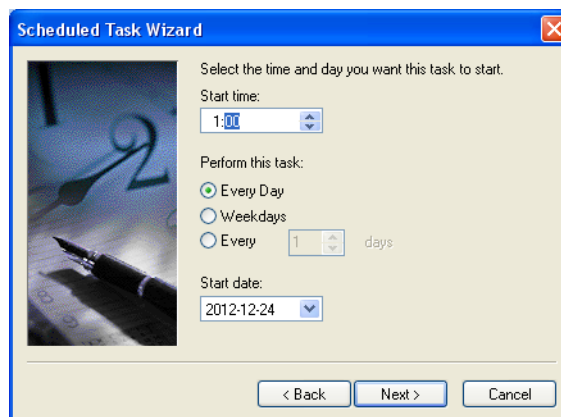 Scheduled Task Wizard
Select the time and day you want this task to start.
Start time:
1:00
Perform this task:
Every Day
Weekdays
Every 1 days
Start date:
2012-12-24
< Back Next > Cancel